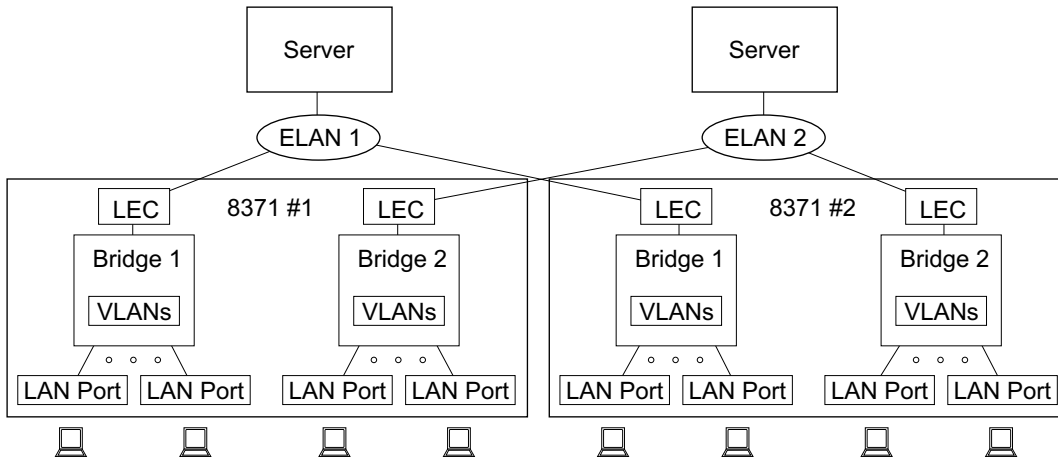 Server
Server
ELAN 1
ELAN 2
LEC
8371 #1
LEC
LEC
8371 #2
LEC
Bridge 1
Bridge 2
Bridge 1
Bridge 2
VLANs
VLANs
VLANs
VLANs
LAN Port
LAN Port
LAN Port
LAN Port
LAN Port
LAN Port
LAN Port
LAN Port